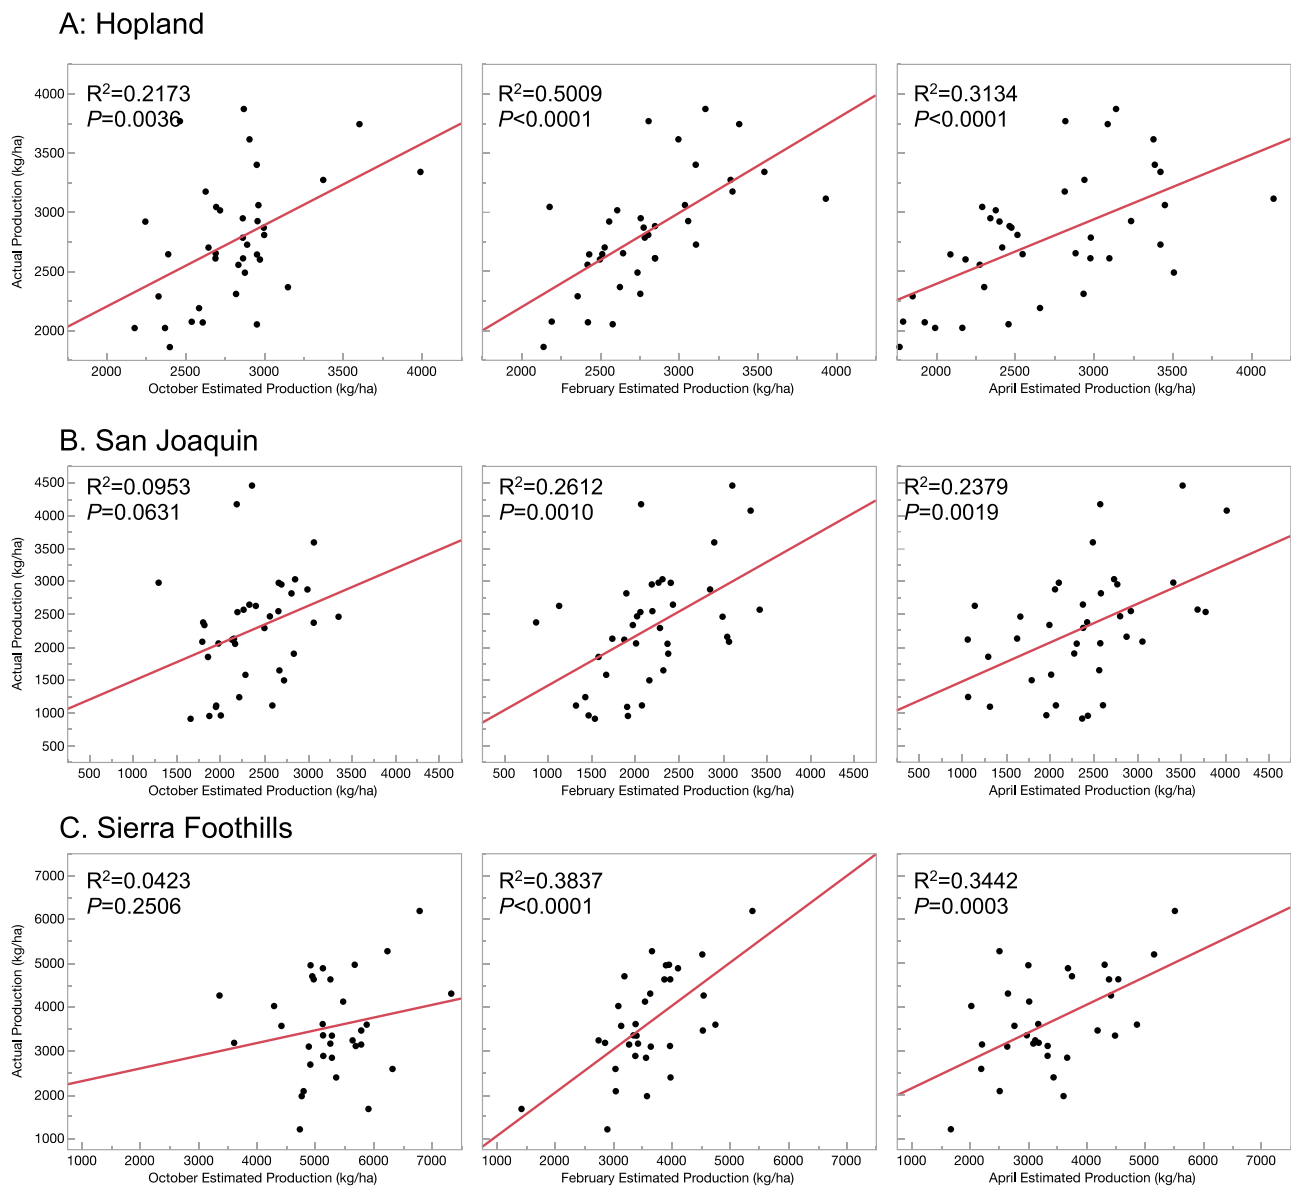 A: Hopland
R²=0.2173
P=0.0036
R²=0.5009
P<0.0001
R²=0.3134
P<0.0001
Actual Production (kg/ha)
4000
3500
3000
2500
2000
2000 2500 3000 3500 4000
October Estimated Production (kg/ha)
2000 2500 3000 3500 4000
February Estimated Production (kg/ha)
2000 2500 3000 3500 4000
April Estimated Production (kg/ha)
B. San Joaquin
R²=0.0953
P=0.0631
R²=0.2612
P=0.0010
R²=0.2379
P=0.0019
Actual Production (kg/ha)
4500
4000
3500
3000
2500
2000
1500
1000
500
500 1000 1500 2000 2500 3000 3500 4000 4500
October Estimated Production (kg/ha)
500 1000 1500 2000 2500 3000 3500 4000 4500
February Estimated Production (kg/ha)
500 1000 1500 2000 2500 3000 3500 4000 4500
April Estimated Production (kg/ha)
C. Sierra Foothills
R²=0.0423
P=0.2506
R²=0.3837
P<0.0001
R²=0.3442
P=0.0003
Actual Production (kg/ha)
7000
6000
5000
4000
3000
2000
1000
1000 2000 3000 4000 5000 6000 7000
October Estimated Production (kg/ha)
1000 2000 3000 4000 5000 6000 7000
February Estimated Production (kg/ha)
1000 2000 3000 4000 5000 6000 7000
April Estimated Production (kg/ha)